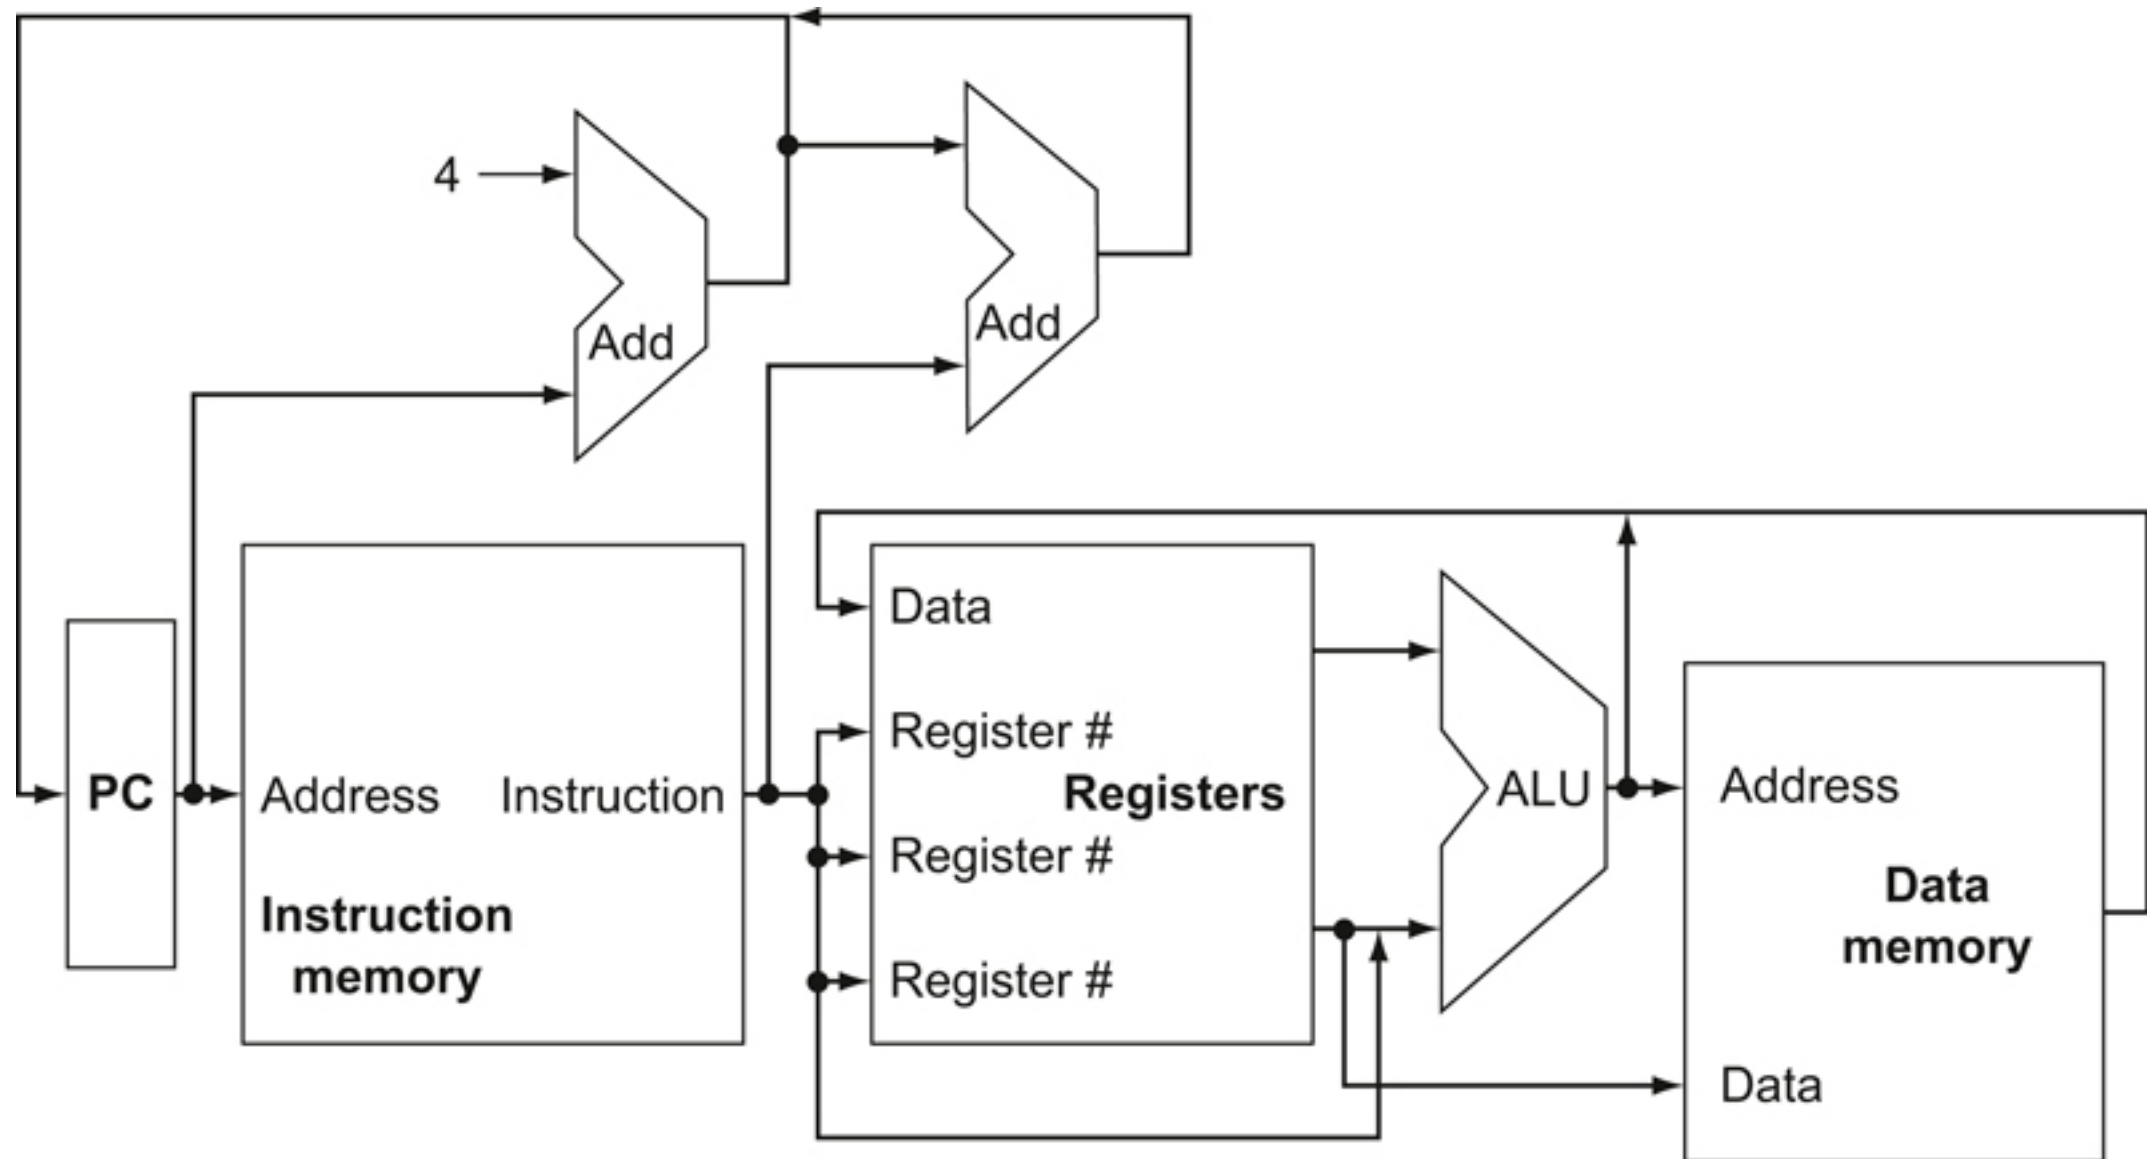 4
Add
Add
PC
Address
Instruction
Instruction
memory
Data
Register #
Register #
Register #
Registers
ALU
Address
Data
memory
Data